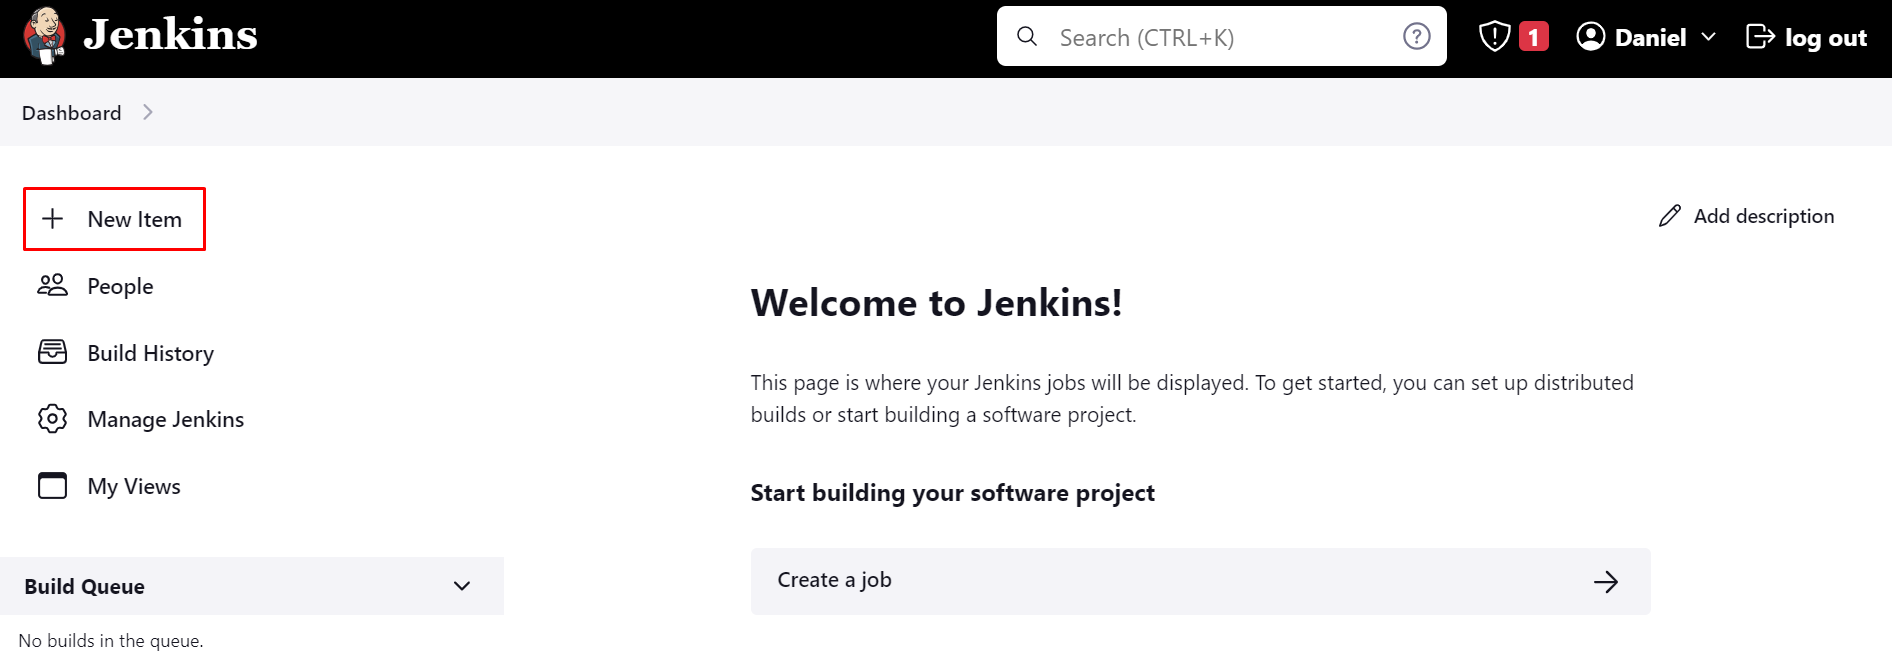 Jenkins
Search (CTRL+K)
1
Daniel
log out
Dashboard
New Item
People
Build History
Manage Jenkins
My Views
Build Queue
No builds in the queue.
Add description
Welcome to Jenkins!
This page is where your Jenkins jobs will be displayed. To get started, you can set up distributed
builds or start building a software project.
Start building your software project
Create a job